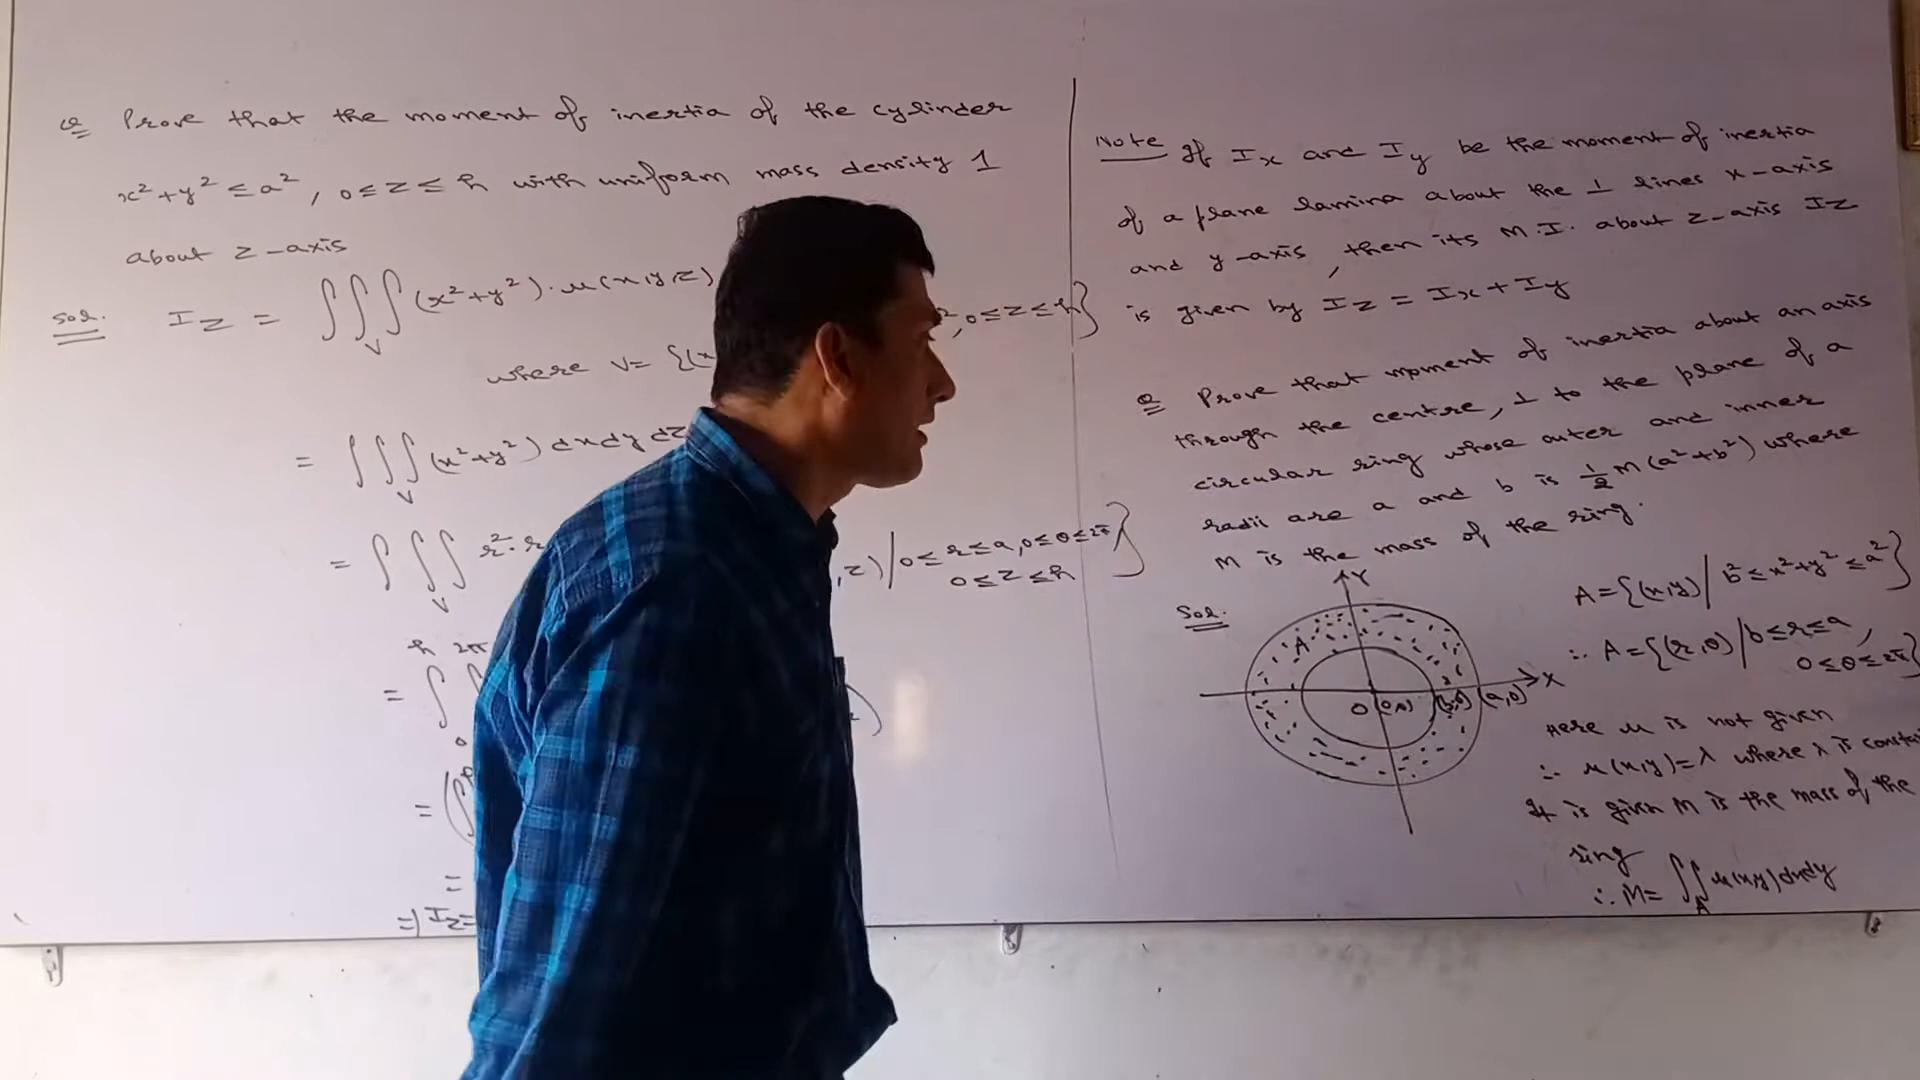 Q Prove that the moment of inertia of the cylinder
x²+y² ≤ a², 0≤z≤h with uniform mass density 1
about z-axis
Sol. Iz = ∫∫∫ (x²+y²)·μ(x,y,z)
V
where V= {(x
², 0≤z≤h}
= ∫∫∫ (x²+y²) dxdydz
V
= ∫∫∫ r²·r
V
,z) / 0≤r≤a, 0≤θ≤2π
0≤z≤h}
h 2π
= ∫
0
= (∫
=
=) Iz=
Note If Ix and Iy be the moment of inertia
of a plane lamina about the ⊥ lines x-axis
and y-axis, then its M.I. about z-axis Iz
is given by Iz = Ix + Iy
Q Prove that moment of inertia about an axis
through the centre, ⊥ to the plane of a
circular ring whose outer and inner
radii are a and b is 1/2 M(a²+b²) where
M is the mass of the ring.
Sol.
Y
A
X
O (0,0) (b,0) (a,0)
A = {(x,y) / b² ≤ x²+y² ≤ a²}
∴ A = {(r,θ) / b≤r≤a,
0≤θ≤2π}
Here μ is not given
∴ μ(x,y)=λ where λ is consta
It is given M is the mass of the
ring
∴ M= ∫∫ μ(x,y)dxdy
A